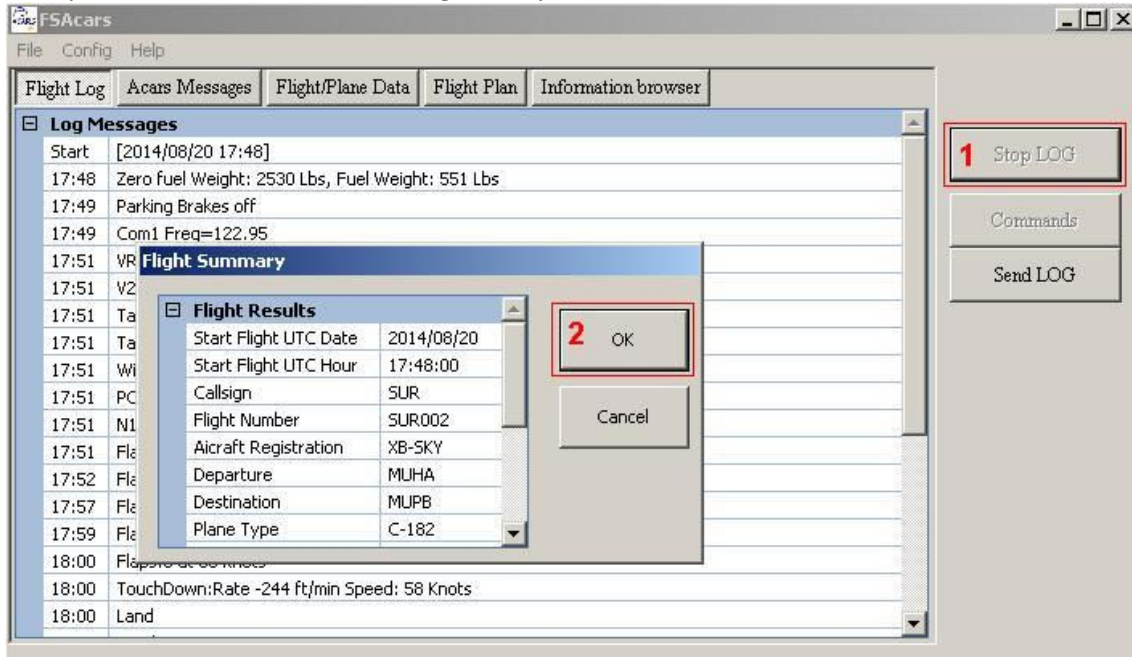 FSAcars
File Config Help
Flight Log Acars Messages Flight/Plane Data Flight Plan Information browser
Log Messages
Start [2014/08/20 17:48]
17:48 Zero fuel Weight: 2530 Lbs, Fuel Weight: 551 Lbs
17:49 Parking Brakes off
17:49 Com1 Freq=122.95
17:51 VR
17:51 V2
17:51 Ta
17:51 Ta
17:51 Wi
17:51 PO
17:51 N1
17:51 Fla
17:52 Fla
17:57 Fla
17:59 Fla
18:00
18:00 TouchDown:Rate -244 ft/min Speed: 58 Knots
18:00 Land
Flight Summary
Flight Results
Start Flight UTC Date 2014/08/20
Start Flight UTC Hour 17:48:00
Callsign SUR
Flight Number SUR002
Aicraft Registration XB-SKY
Departure MUHA
Destination MUPB
Plane Type C-182
2 OK
Cancel
1 Stop LOG
Commands
Send LOG